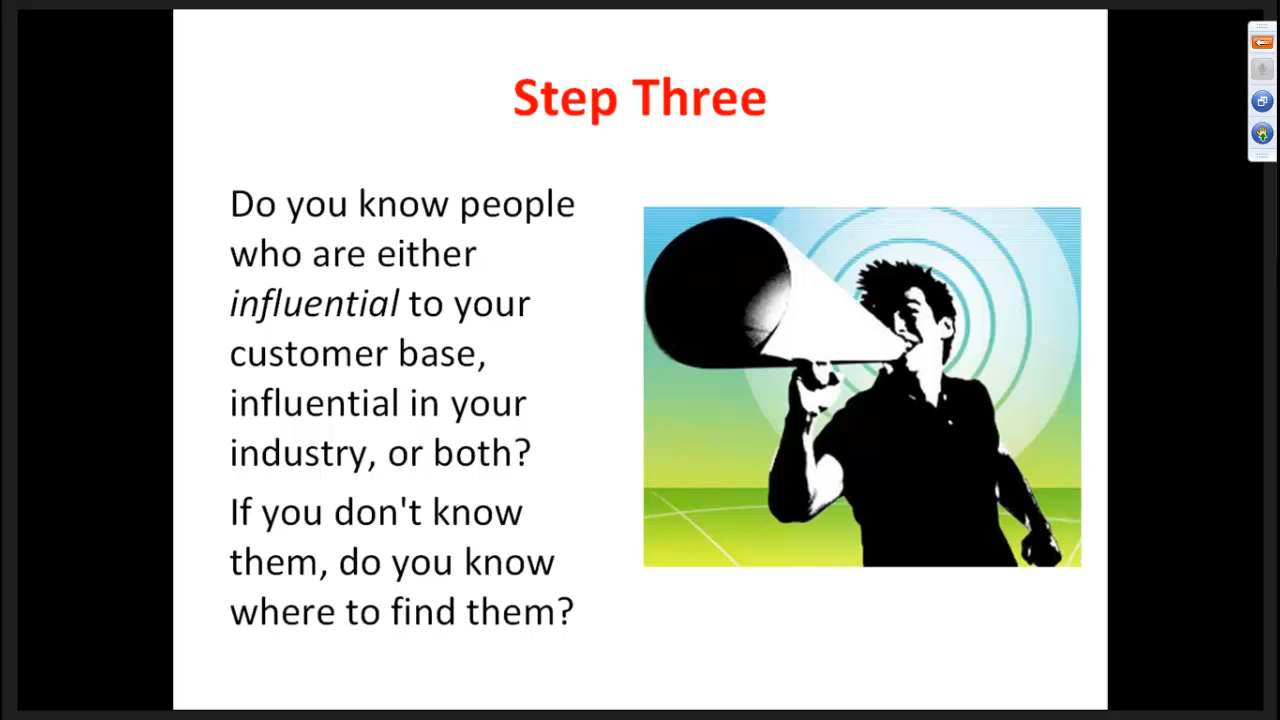 Step Three
Do you know people
who are either
influential to your
customer base,
influential in your
industry, or both?
If you don't know
them, do you know
where to find them?